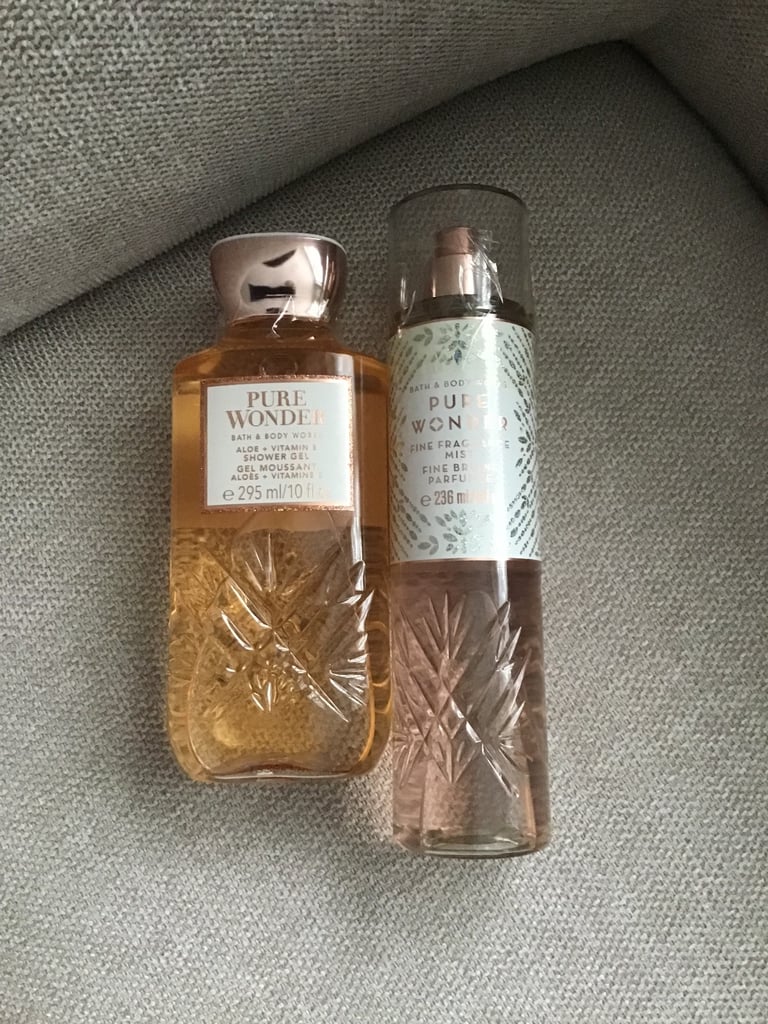 PURE
WONDER
BATH & BODY WORKS
ALOE + VITAMIN E
SHOWER GEL
GEL MOUSSANT
ALOÈS + VITAMINE
e 295 ml/10 fl
BATH & BODY WORKS
PURE
WONDER
FINE FRAGRANCE
MIST
FINE BRUME
PARFUMÉE
e 236 ml